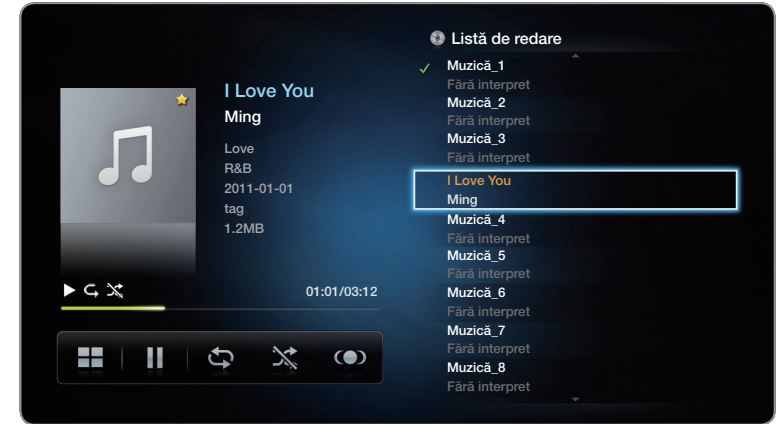 I Love You
Ming
Love
R&B
2011-01-01
tag
1.2MB
01:01/03:12
Listă de redare
Muzică_1
Fără interpret
Muzică_2
Fără interpret
Muzică_3
Fără interpret
I Love You
Ming
Muzică_4
Fără interpret
Muzică_5
Fără interpret
Muzică_6
Fără interpret
Muzică_7
Fără interpret
Muzică_8
Fără interpret